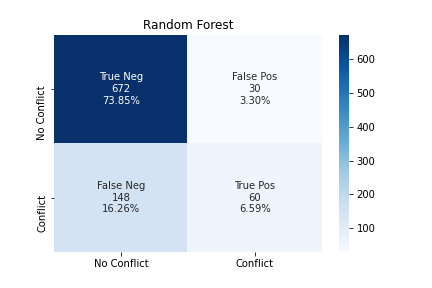 Random Forest
True Neg
672
73.85%
False Pos
30
3.30%
False Neg
148
16.26%
True Pos
60
6.59%
No Conflict
Conflict
No Conflict
Conflict
600
500
400
300
200
100